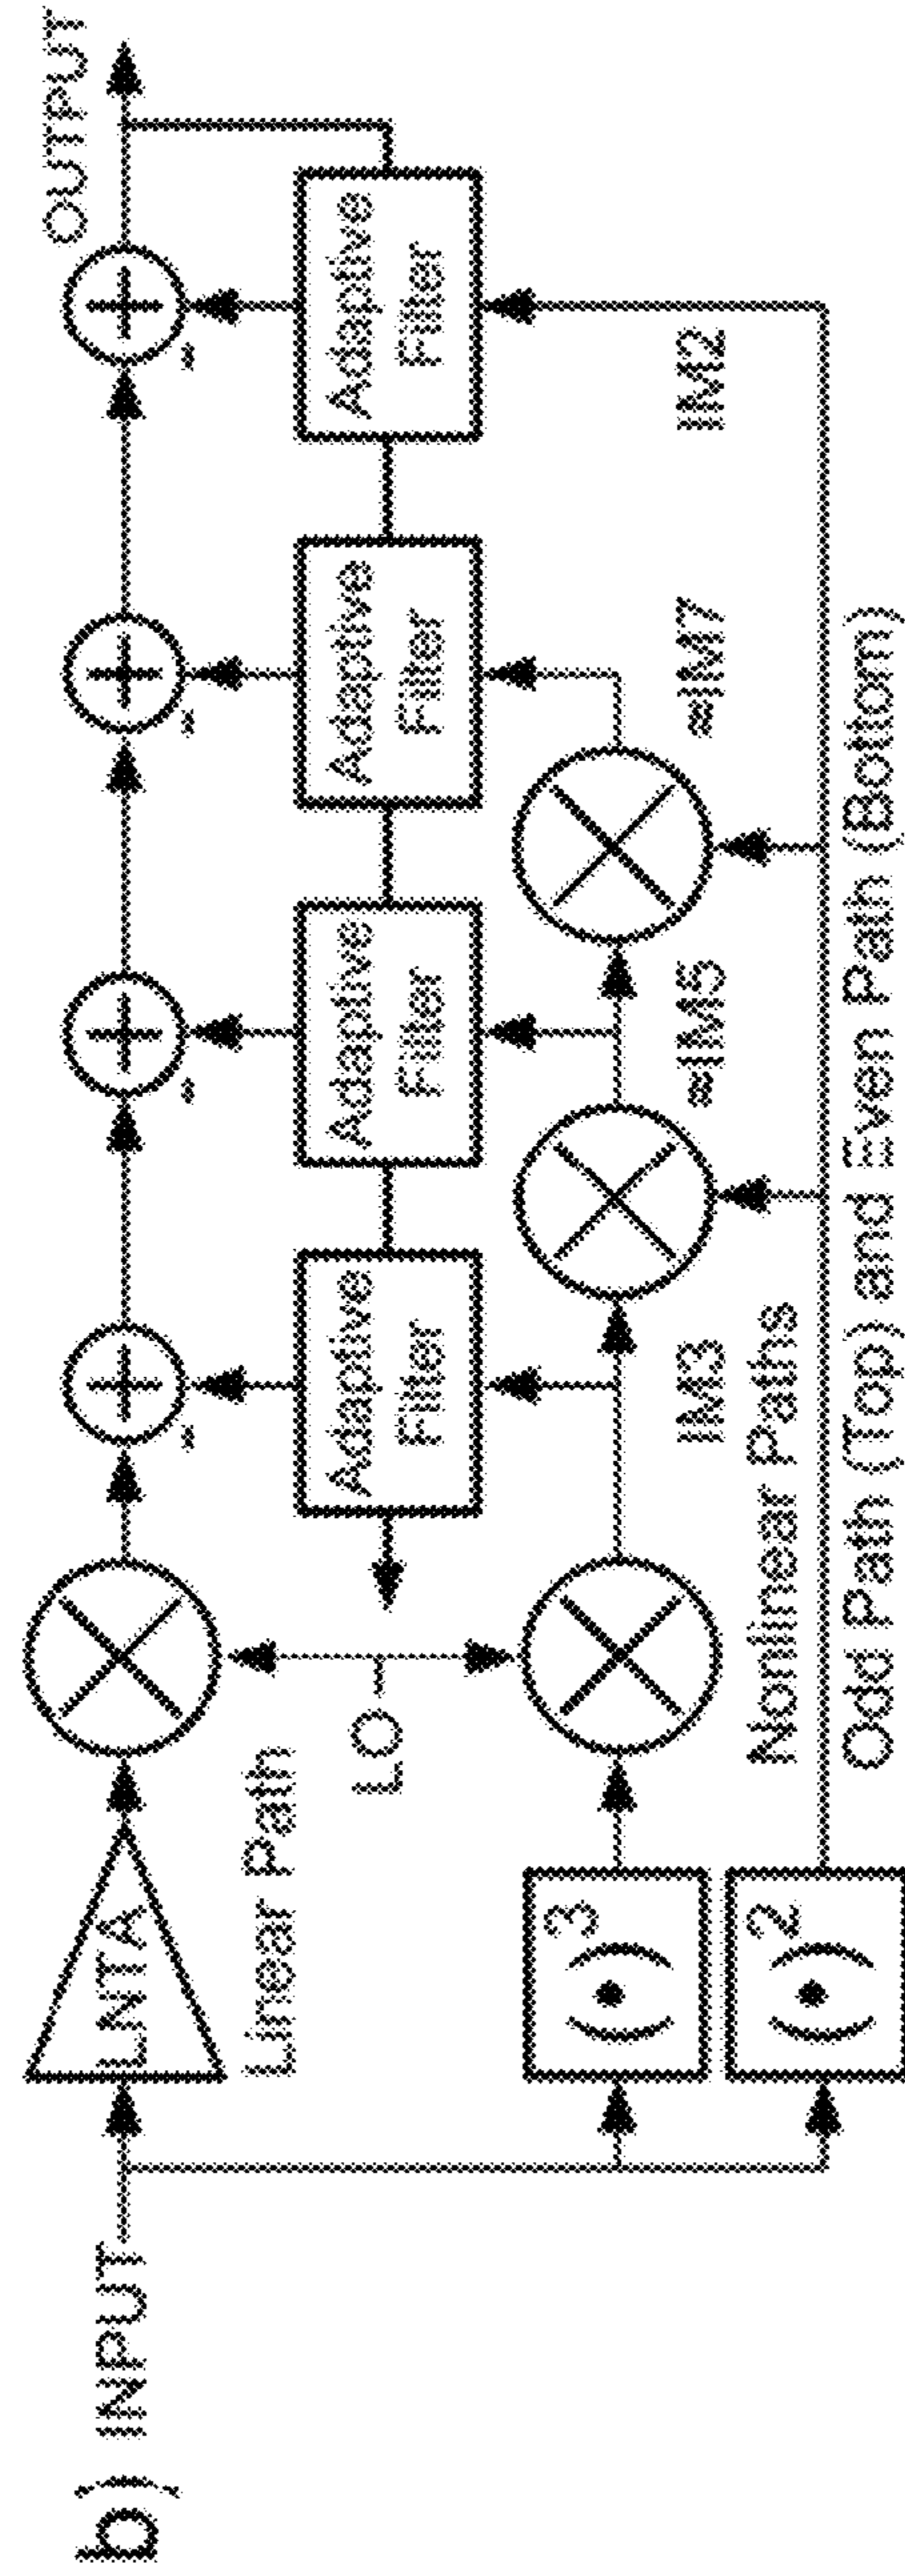 b) INPUT
LNTA
Linear Path
LO
OUTPUT
Adaptive
Filter
Adaptive
Filter
Adaptive
Filter
Adaptive
Filter
( • )3
( • )2
IM3
≈IM5
≈IM7
IM2
Nonlinear Paths
Odd Path (Top) and Even Path (Bottom)